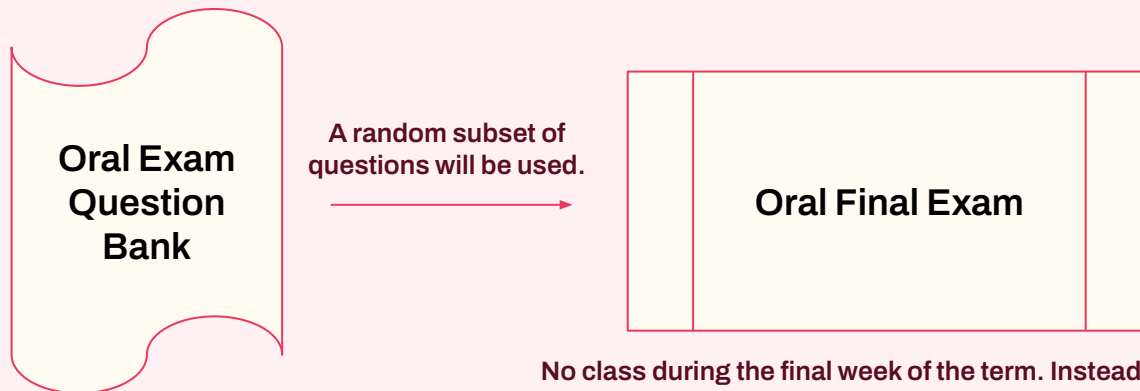 Oral Exam
Question
Bank
A random subset of
questions will be used.
Oral Final Exam
No class during the final week of the term. Instead